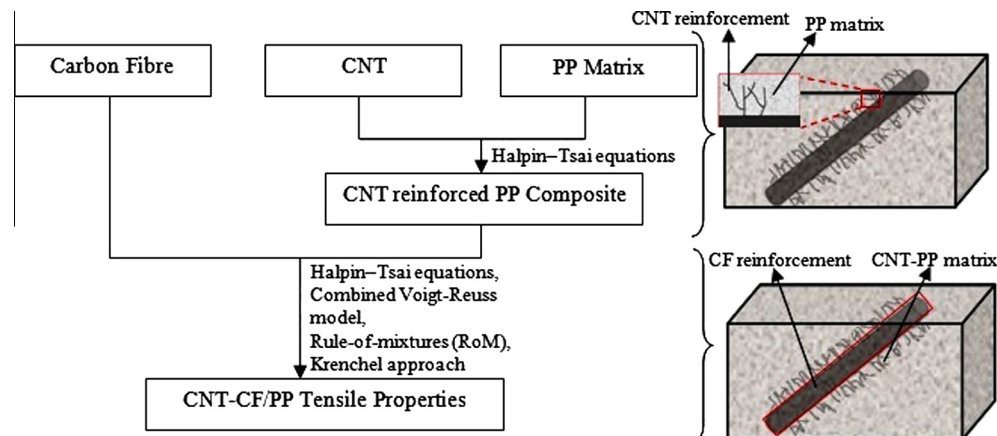 CNT reinforcement
PP matrix
Carbon Fibre
CNT
PP Matrix
Halpin–Tsai equations
CNT reinforced PP Composite
CF reinforcement
CNT-PP matrix
Halpin–Tsai equations,
Combined Voigt-Reuss
model,
Rule-of-mixtures (RoM),
Krenchel approach
CNT-CF/PP Tensile Properties